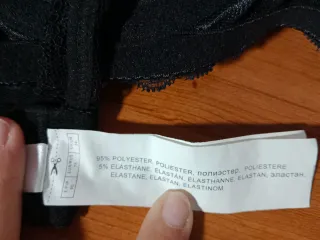 95% POLYESTER, POLIESTER, полиэстер, POLIESTERE
5% ELASTHANE, ELASTAN, ELASTHANNE, ELASTAN, эластан,
ELASTANE, ELASTAN, ELASTINOM